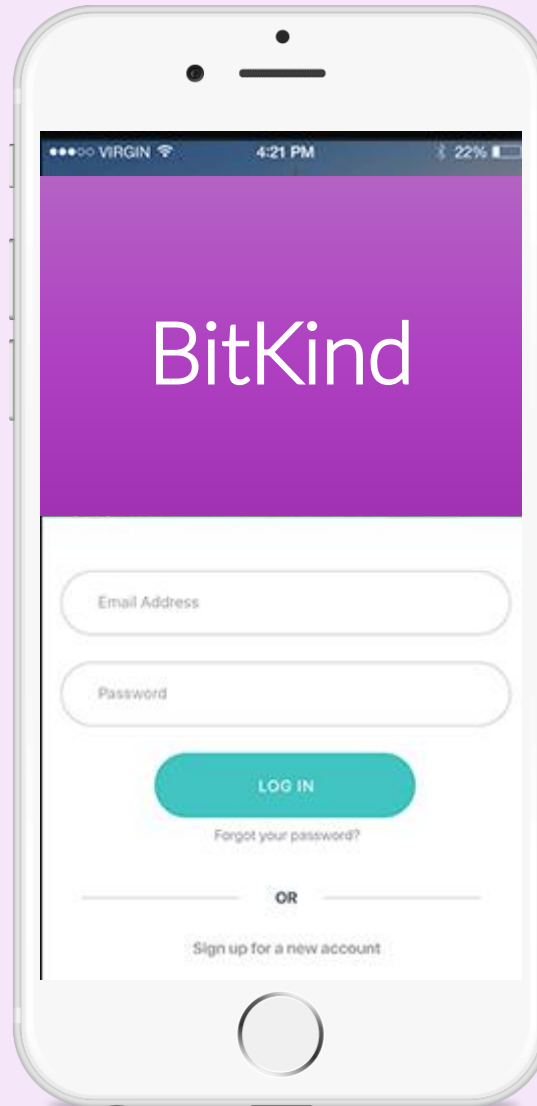 VIRGIN 4:21 PM 22%
BitKind
Email Address
Password
LOG IN
Forgot your password?
OR
Sign up for a new account